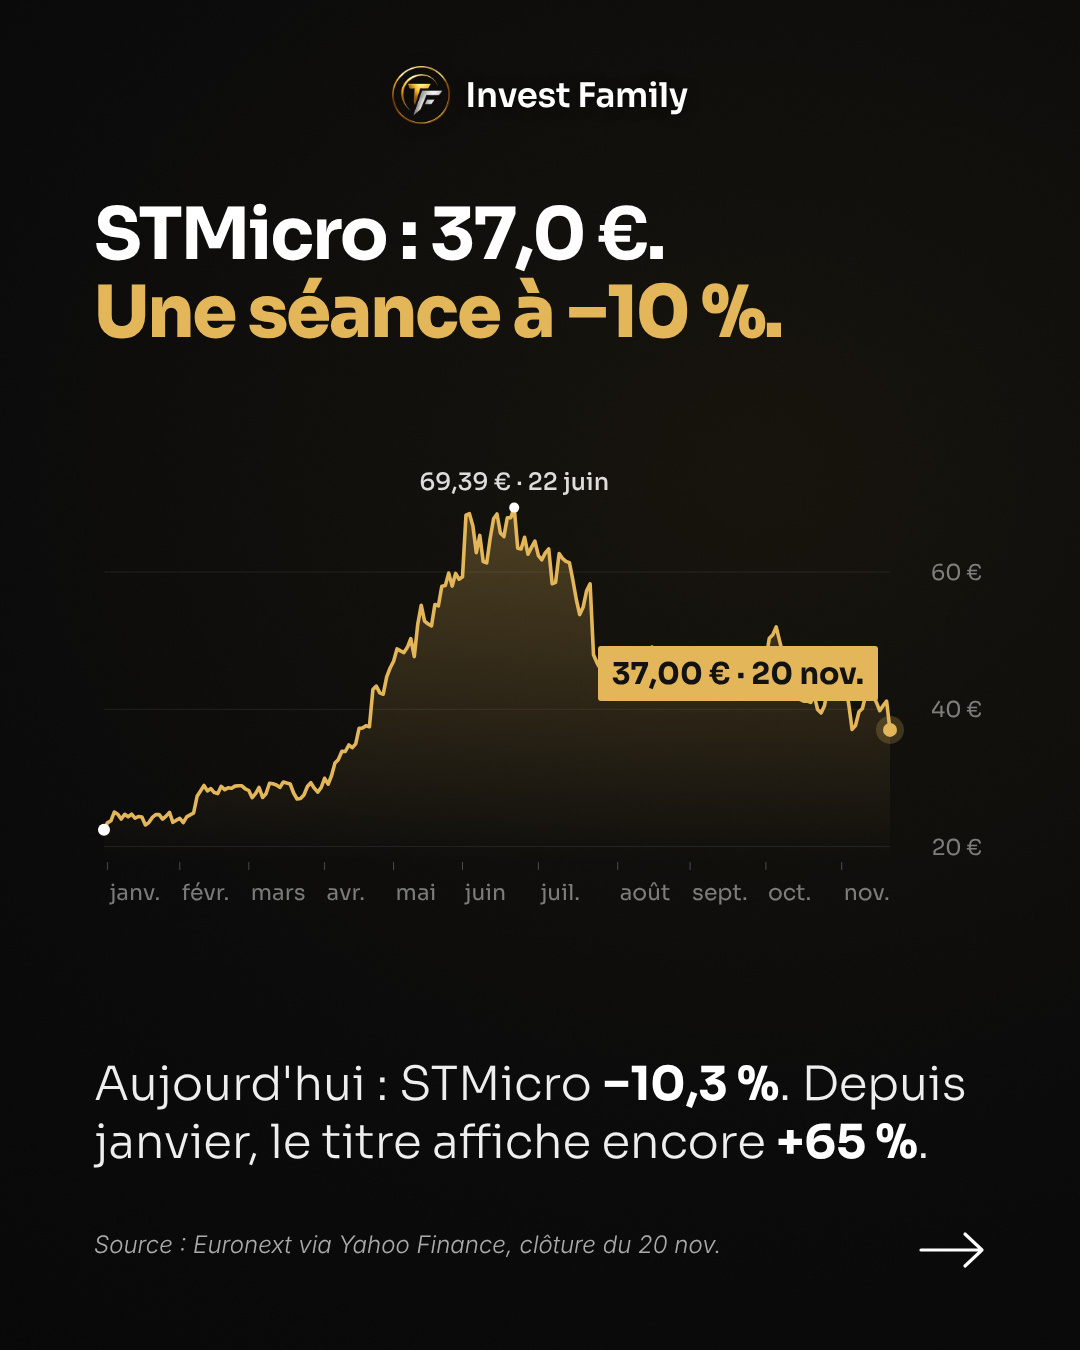 TF Invest Family
STMicro : 37,0 €.
Une séance à −10 %.
69,39 € · 22 juin
60 €
37,00 € · 20 nov.
40 €
20 €
janv. févr. mars avr. mai juin juil. août sept. oct. nov.
Aujourd'hui : STMicro −10,3 %. Depuis
janvier, le titre affiche encore +65 %.
Source : Euronext via Yahoo Finance, clôture du 20 nov.